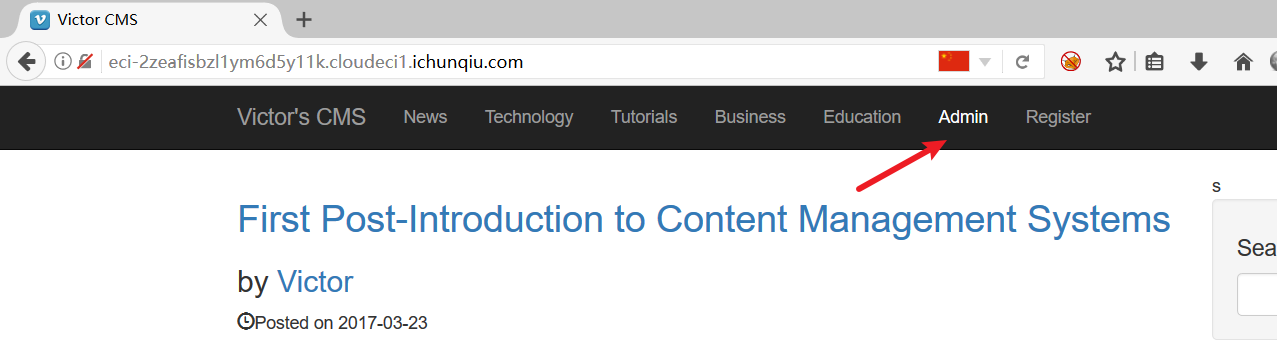 Victor CMS
eci-2zeafisbzl1ym6d5y11k.cloudeci1.ichunqiu.com
Victor's CMS News Technology Tutorials Business Education Admin Register
s
First Post-Introduction to Content Management Systems
Sea
by Victor
Posted on 2017-03-23